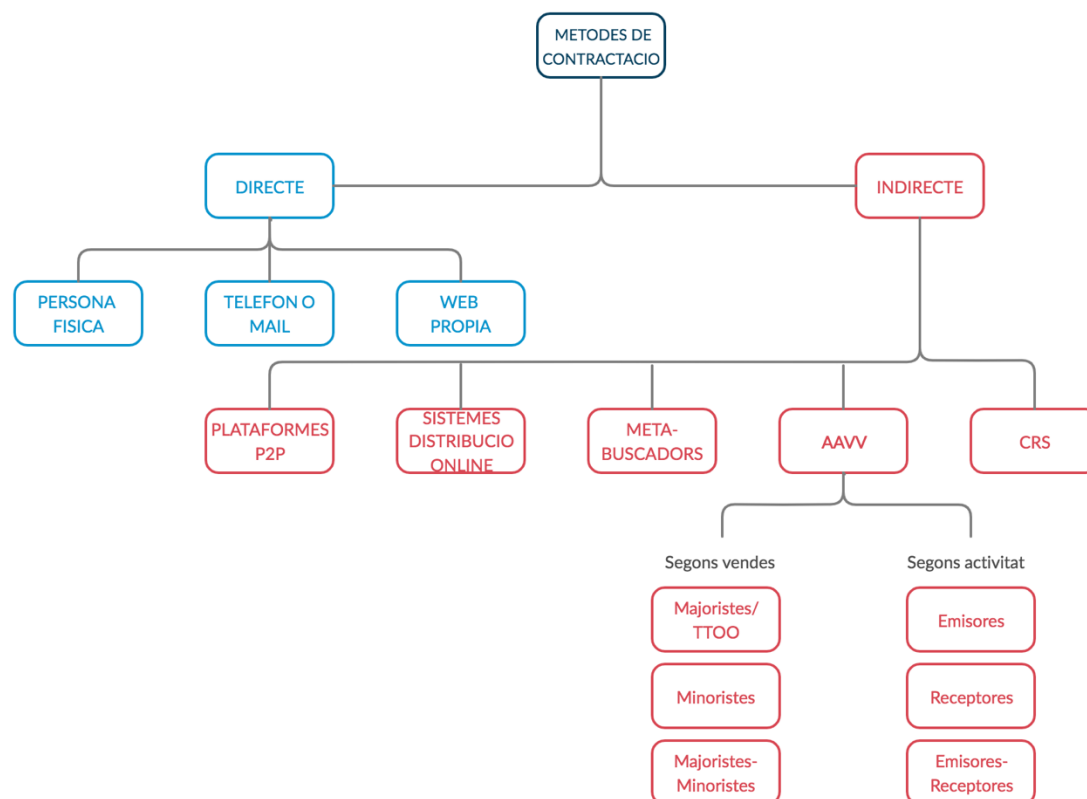 METODES DE
CONTRACTACIO
DIRECTE
INDIRECTE
PERSONA
FISICA
TELEFON O
MAIL
WEB
PROPIA
PLATAFORMES
P2P
SISTEMES
DISTRIBUCIO
ONLINE
META-
BUSCADORS
AAVV
CRS
Segons vendes
Segons activitat
Majoristes/
TTOO
Emisores
Minoristes
Receptores
Majoristes-
Minoristes
Emisores-
Receptores